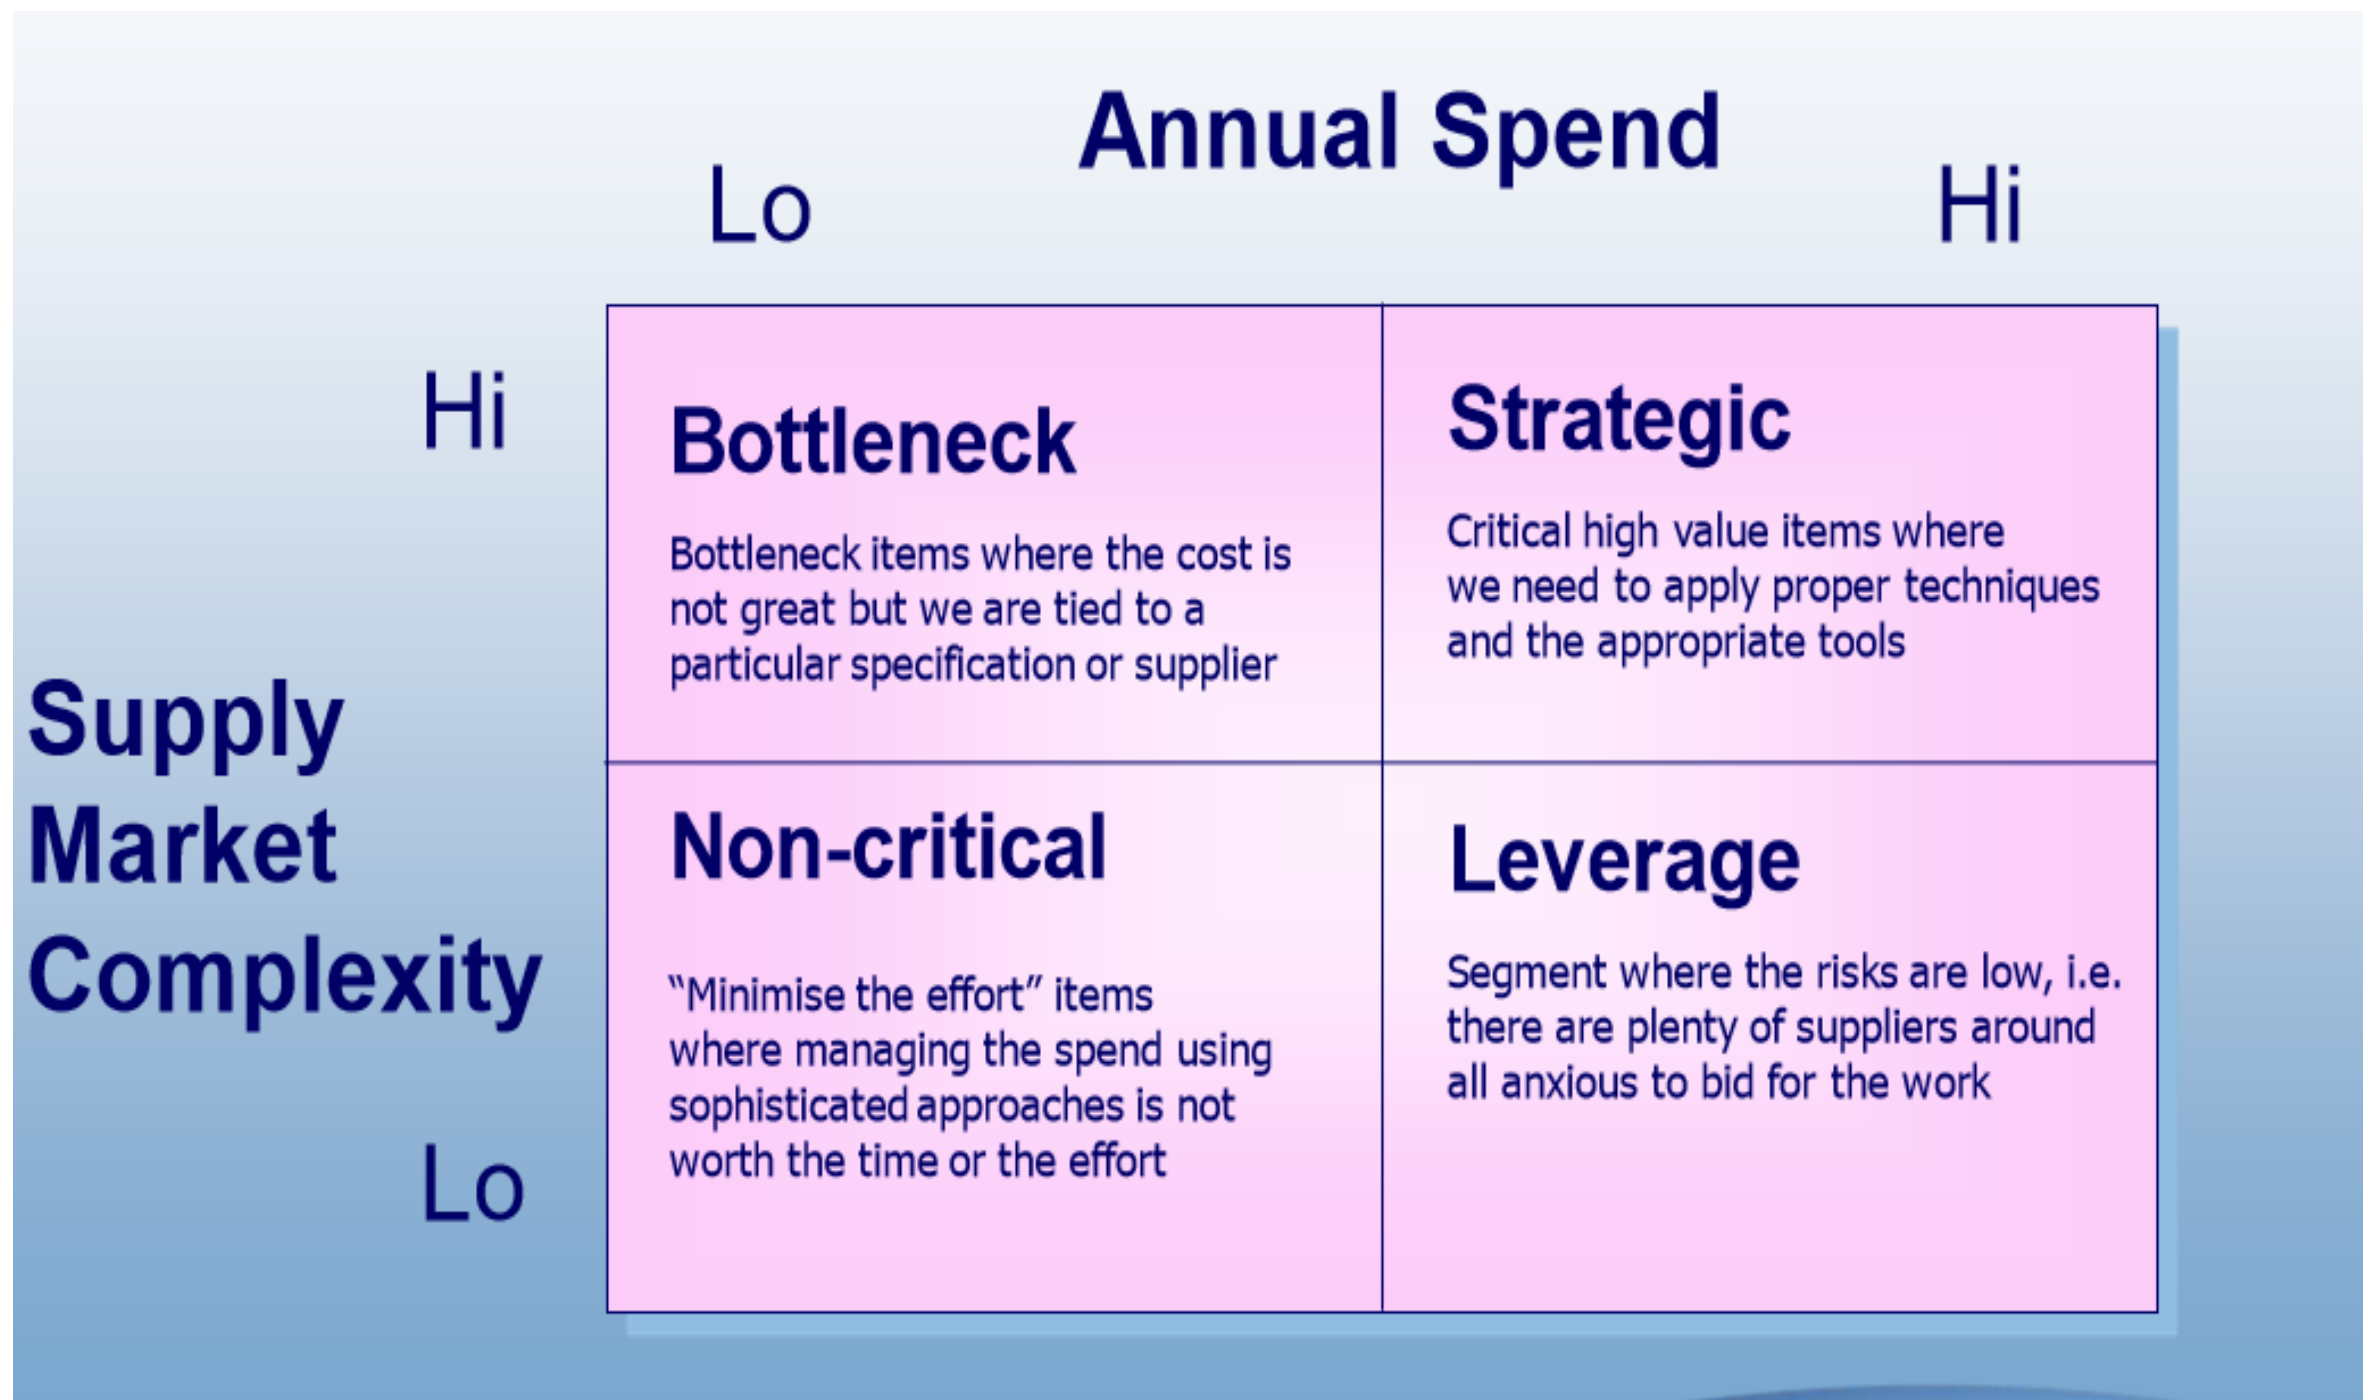 Annual Spend
Lo
Hi
Hi
Bottleneck
Bottleneck items where the cost is
not great but we are tied to a
particular specification or supplier
Strategic
Critical high value items where
we need to apply proper techniques
and the appropriate tools
Supply
Market
Complexity
Lo
Non-critical
“Minimise the effort” items
where managing the spend using
sophisticated approaches is not
worth the time or the effort
Leverage
Segment where the risks are low, i.e.
there are plenty of suppliers around
all anxious to bid for the work